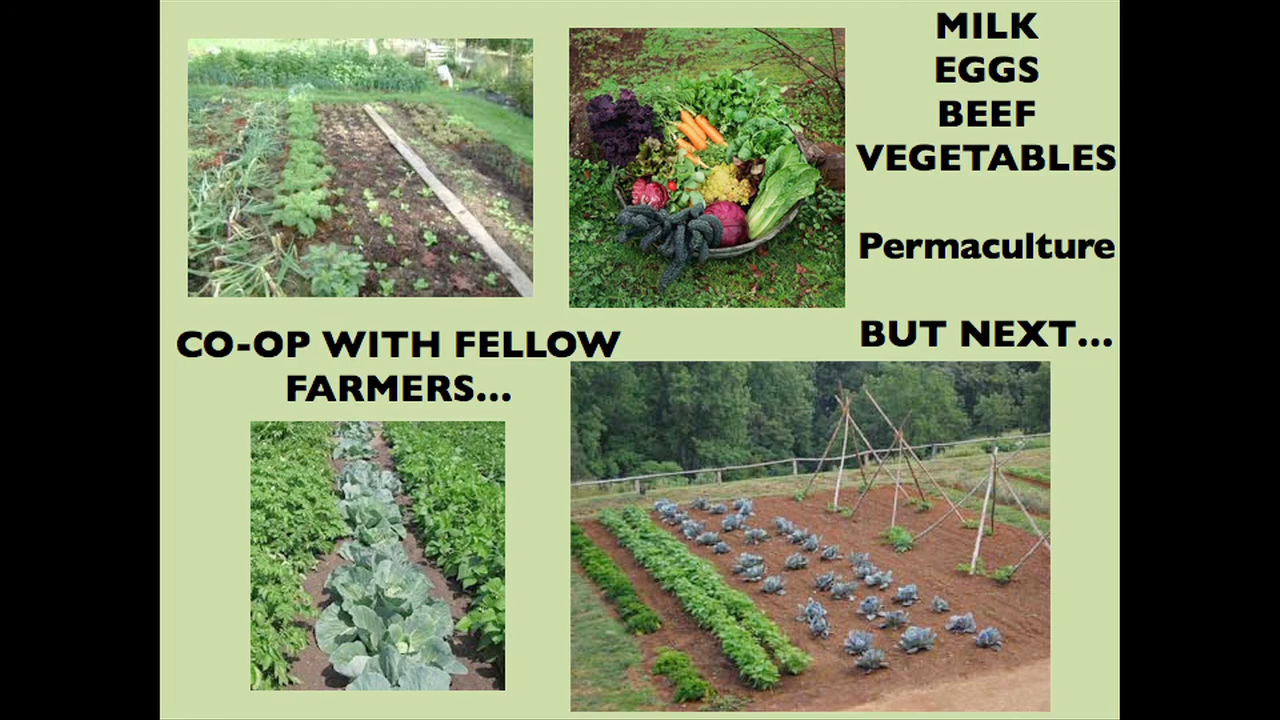 MILK
EGGS
BEEF
VEGETABLES
Permaculture
BUT NEXT...
CO-OP WITH FELLOW
FARMERS...